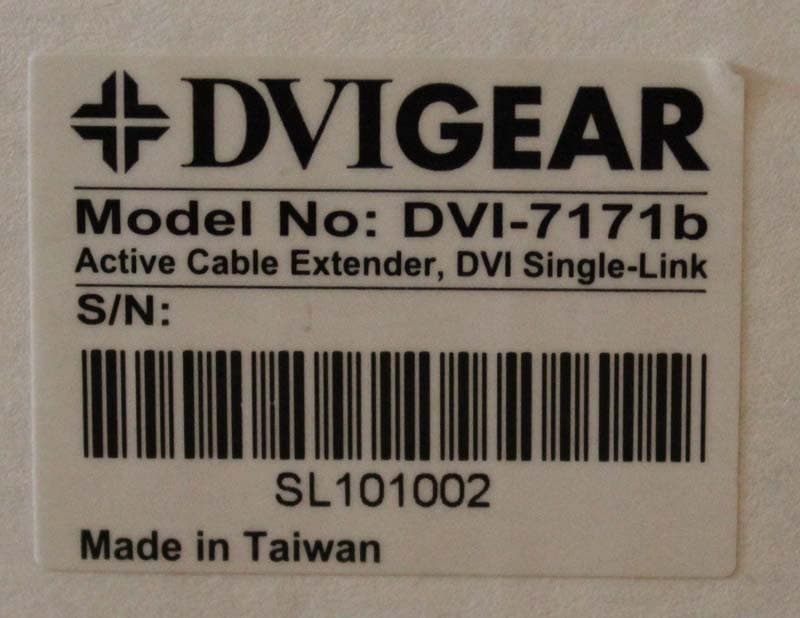 DVIGEAR
Model No: DVI-7171b
Active Cable Extender, DVI Single-Link
S/N:
SL101002
Made in Taiwan